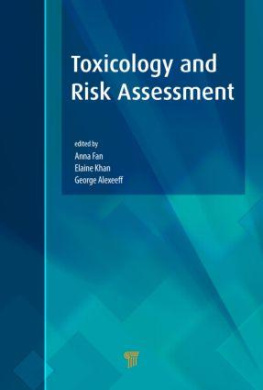 Toxicology and
Risk Assessment
edited by
Anna Fan
Elaine Khan
George Alexeeff